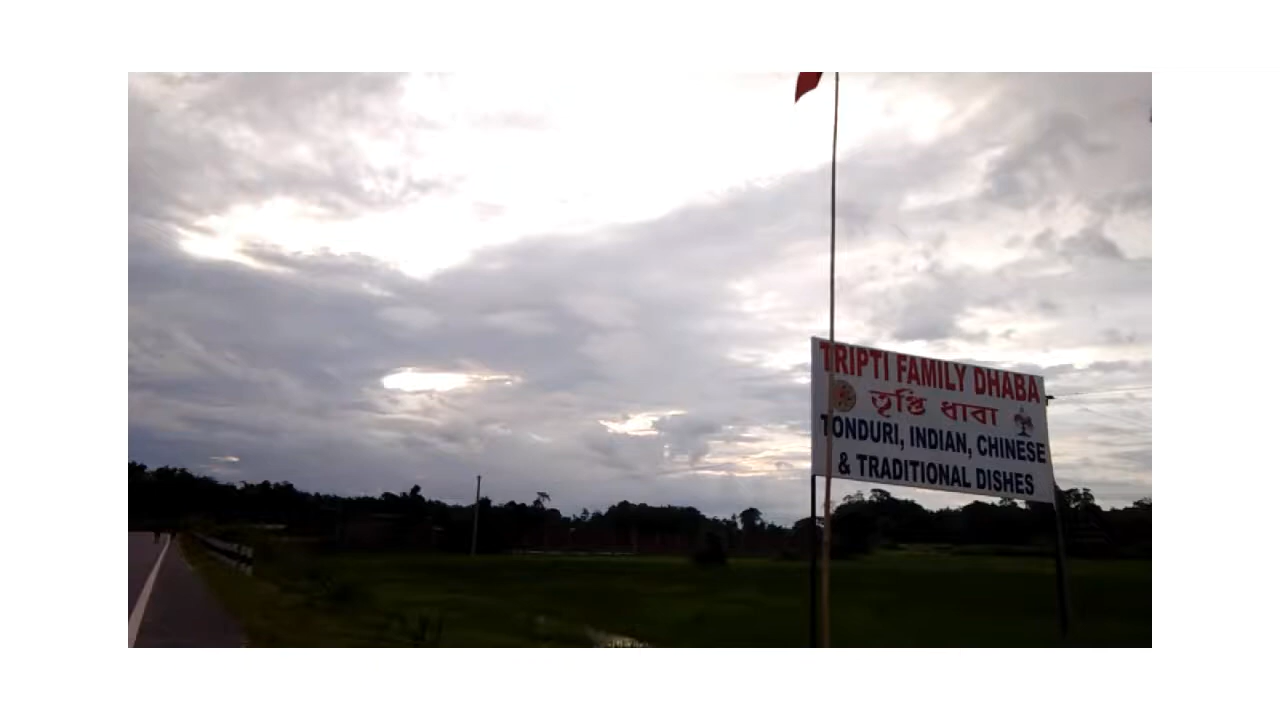 TRIPTI FAMILY DHABA
তৃপ্তি ধাবা
TONDURI, INDIAN, CHINESE
& TRADITIONAL DISHES